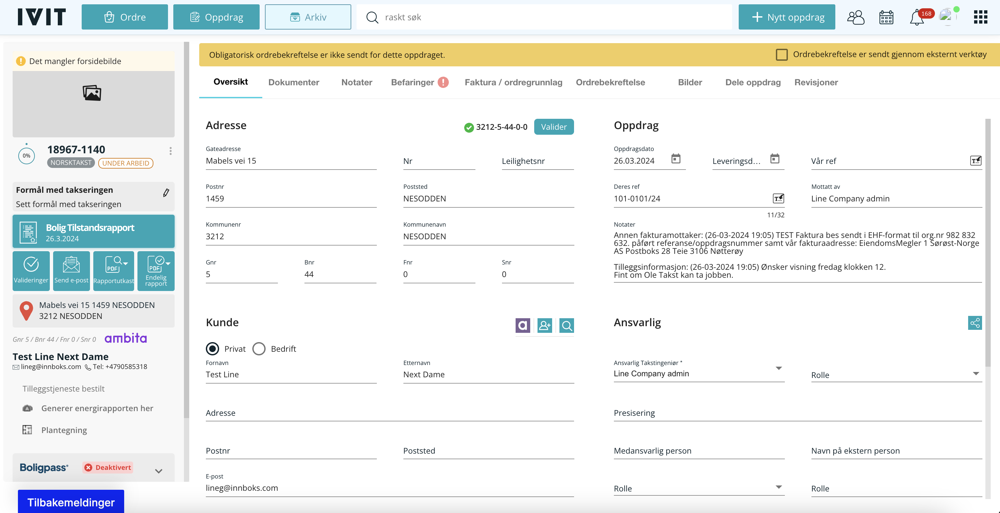 IVIT
Ordre
Oppdrag
Arkiv
raskt søk
Nytt oppdrag
168
Det mangler forsidebilde
0%
18967-1140
NORSKTAKST
UNDER ARBEID
Formål med takseringen
Sett formål med takseringen
Bolig Tilstandsrapport
26.3.2024
Valideringer
Send e-post
PDF
Rapportutkast
PDF
Endelig
rapport
Mabels vei 15 1459 NESODDEN
3212 NESODDEN
Gnr 5 / Bnr 44 / Fnr 0 / Snr 0
ambita
Test Line Next Dame
lineg@innboks.com
Tel: +4790585318
Tilleggstjeneste bestilt
A
Generer energirapporten her
Plantegning
Boligpass®
Deaktivert
Tilbakemeldinger
Obligatorisk ordrebekreftelse er ikke sendt for dette oppdraget.
Ordrebekreftelse er sendt gjennom eksternt verktøy
Oversikt
Dokumenter
Notater
Befaringer
Faktura / ordregrunnlag
Ordrebekreftelse
Bilder
Dele oppdrag
Revisjoner
Adresse
3212-5-44-0-0
Valider
Gateadresse
Mabels vei 15
Nr
Leilighetsnr
Postnr
1459
Poststed
NESODDEN
Kommunenr
3212
Kommunenavn
NESODDEN
Gnr
5
Bnr
44
Fnr
0
Snr
0
Kunde
a
Privat
Bedrift
Fornavn
Test Line
Etternavn
Next Dame
Adresse
Postnr
Poststed
E-post
lineg@innboks.com
Oppdrag
Oppdragsdato
26.03.2024
Leveringsd...
Vår ref
T...
Deres ref
101-0101/24
T...
11/32
Mottatt av
Line Company admin
Notater
Annen fakturamottaker: (26-03-2024 19:05) TEST Faktura bes sendt i EHF-format til org.nr 982 832
632. påført referanse/oppdragsnummer samt vår fakturaadresse: EiendomsMegler 1 Sørøst-Norge
AS Postboks 28 Teie 3106 Nøtterøy
Tilleggsinformasjon: (26-03-2024 19:05) Ønsker visning fredag klokken 12.
Fint om Ole Takst kan ta jobben.
Ansvarlig
Ansvarlig Takstingeniør *
Line Company admin
Rolle
Presisering
Medansvarlig person
Navn på ekstern person
Rolle
Rolle